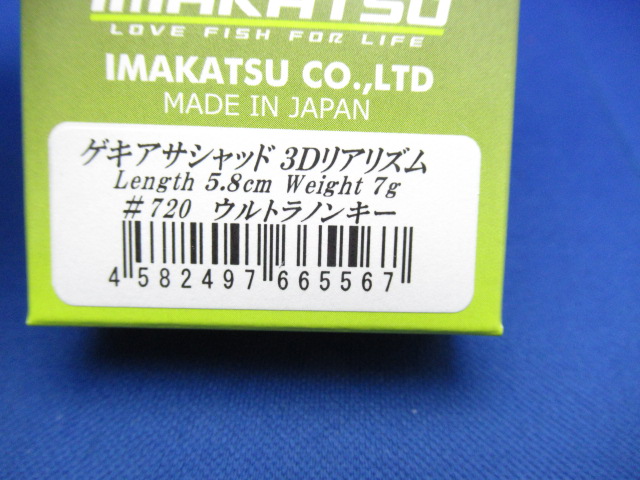 IMAKATSU
LOVE FISH FOR LIFE
IMAKATSU CO.,LTD
MADE IN JAPAN
ゲキアサシャッド 3Dリアリズム
Length 5.8cm Weight 7g
#720 ウルトラノンキー
4 582497 665567